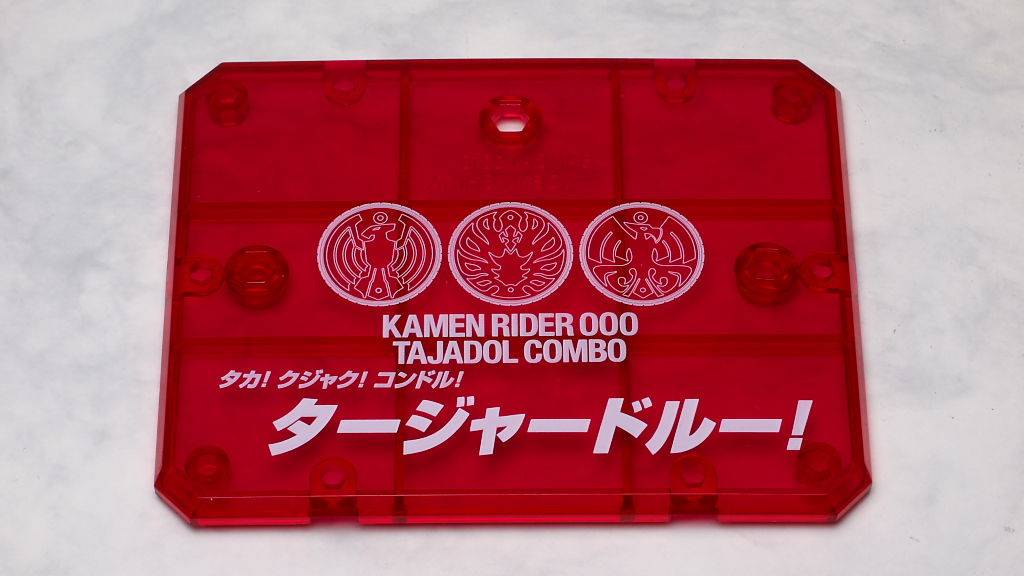 KAMEN RIDER OOO
TAJADOL COMBO
タカ! クジャク! コンドル!
タージャードルー!